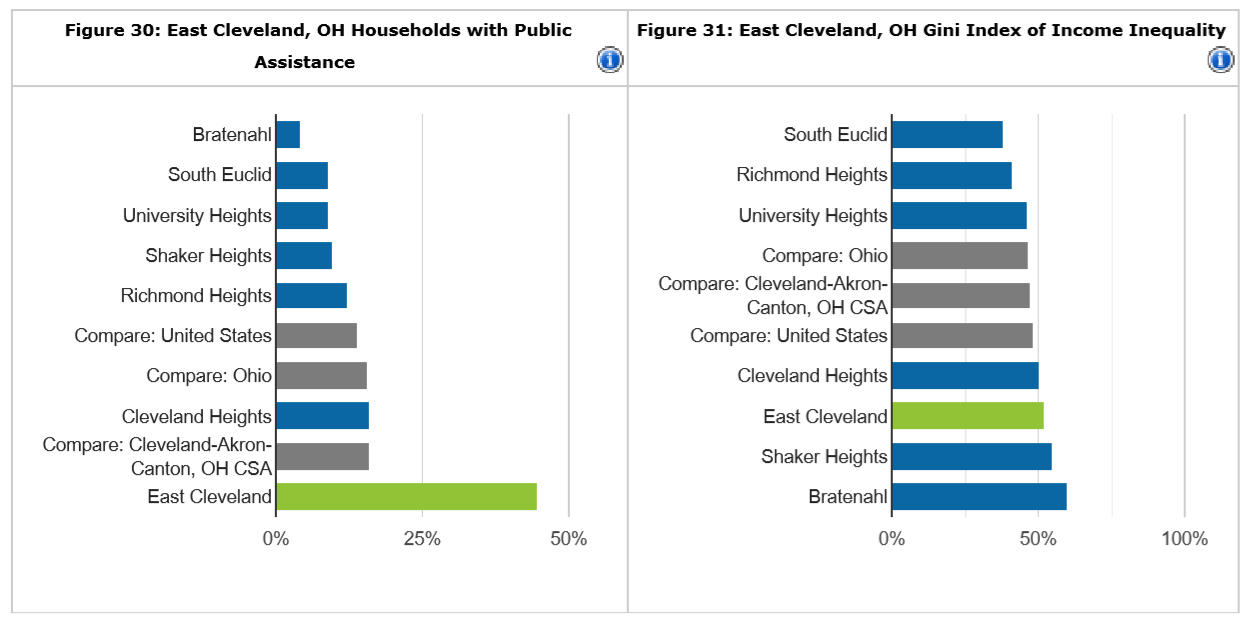 Figure 30: East Cleveland, OH Households with Public
Assistance
Bratenahl
South Euclid
University Heights
Shaker Heights
Richmond Heights
Compare: United States
Compare: Ohio
Cleveland Heights
Compare: Cleveland-Akron-
Canton, OH CSA
East Cleveland
0%
25%
50%
Figure 31: East Cleveland, OH Gini Index of Income Inequality
South Euclid
Richmond Heights
University Heights
Compare: Ohio
Compare: Cleveland-Akron-
Canton, OH CSA
Compare: United States
Cleveland Heights
East Cleveland
Shaker Heights
Bratenahl
0%
50%
100%